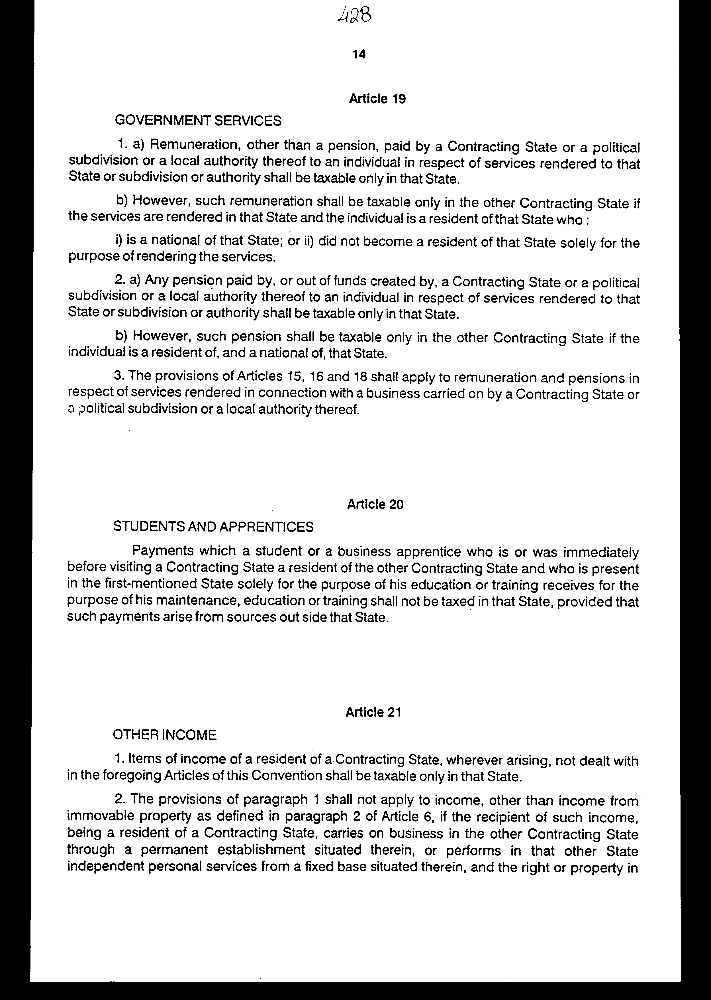 428
14
Article 19
GOVERNMENT SERVICES
1. a) Remuneration, other than a pension, paid by a Contracting State or a political
subdivision or a local authority thereof to an individual in respect of services rendered to that
State or subdivision or authority shall be taxable only in that State.
b) However, such remuneration shall be taxable only in the other Contracting State if
the services are rendered in that State and the individual is a resident of that State who :
i) is a national of that State; or ii) did not become a resident of that State solely for the
purpose of rendering the services.
2. a) Any pension paid by, or out of funds created by, a Contracting State or a political
subdivision or a local authority thereof to an individual in respect of services rendered to that
State or subdivision or authority shall be taxable only in that State.
b) However, such pension shall be taxable only in the other Contracting State if the
individual is a resident of, and a national of, that State.
3. The provisions of Articles 15, 16 and 18 shall apply to remuneration and pensions in
respect of services rendered in connection with a business carried on by a Contracting State or
a political subdivision or a local authority thereof.
Article 20
STUDENTS AND APPRENTICES
Payments which a student or a business apprentice who is or was immediately
before visiting a Contracting State a resident of the other Contracting State and who is present
in the first-mentioned State solely for the purpose of his education or training receives for the
purpose of his maintenance, education or training shall not be taxed in that State, provided that
such payments arise from sources out side that State.
Article 21
OTHER INCOME
1. Items of income of a resident of a Contracting State, wherever arising, not dealt with
in the foregoing Articles of this Convention shall be taxable only in that State.
2. The provisions of paragraph 1 shall not apply to income, other than income from
immovable property as defined in paragraph 2 of Article 6, if the recipient of such income,
being a resident of a Contracting State, carries on business in the other Contracting State
through a permanent establishment situated therein, or performs in that other State
independent personal services from a fixed base situated therein, and the right or property in